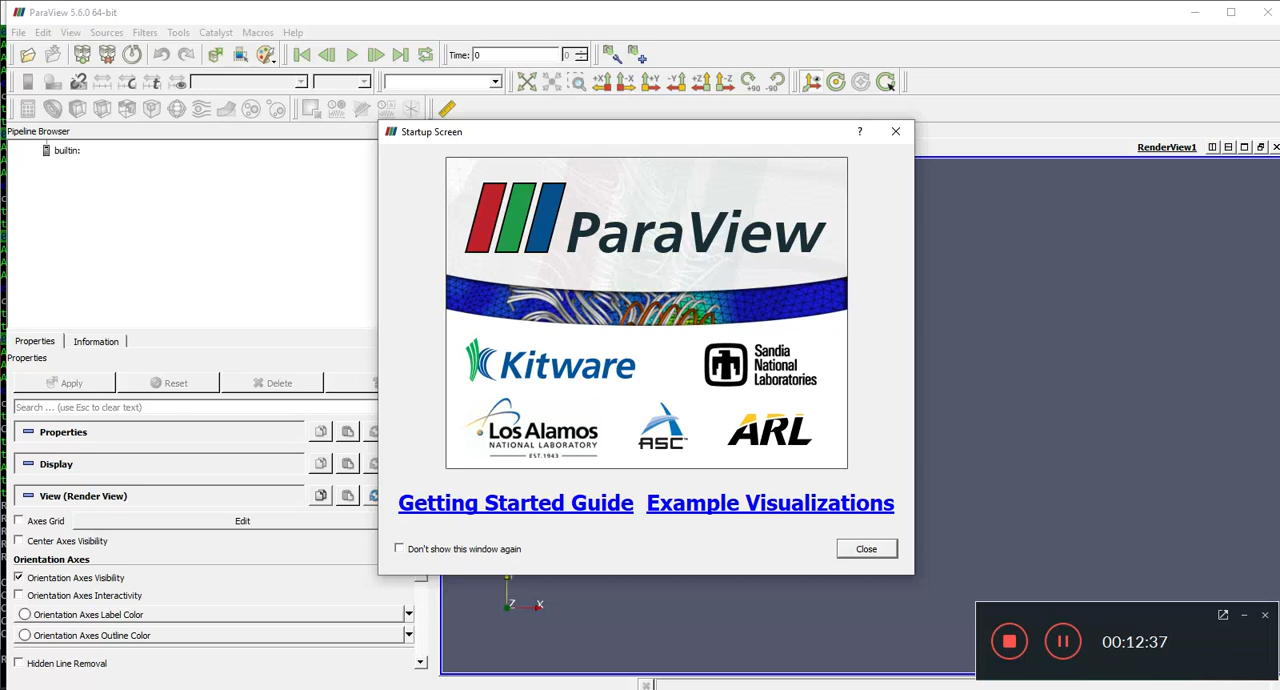 ParaView 5.6.0 64-bit
File Edit View Sources Filters Tools Catalyst Macros Help
Time: 0 0
+X -X +Y -Y +Z -Z +90 -90
Pipeline Browser
builtin:
RenderView1
Startup Screen ?
ParaView
Kitware
Sandia
National
Laboratories
Los Alamos
NATIONAL LABORATORY
EST. 1943
ASC
ARL
Getting Started Guide Example Visualizations
Don't show this window again
Close
Properties Information
Properties
Apply Reset Delete ?
Search ... (use Esc to clear text)
Properties
Display
View (Render View)
Axes Grid Edit
Center Axes Visibility
Orientation Axes
Orientation Axes Visibility
Orientation Axes Interactivity
Orientation Axes Label Color
Orientation Axes Outline Color
Hidden Line Removal
Z X
00:12:37